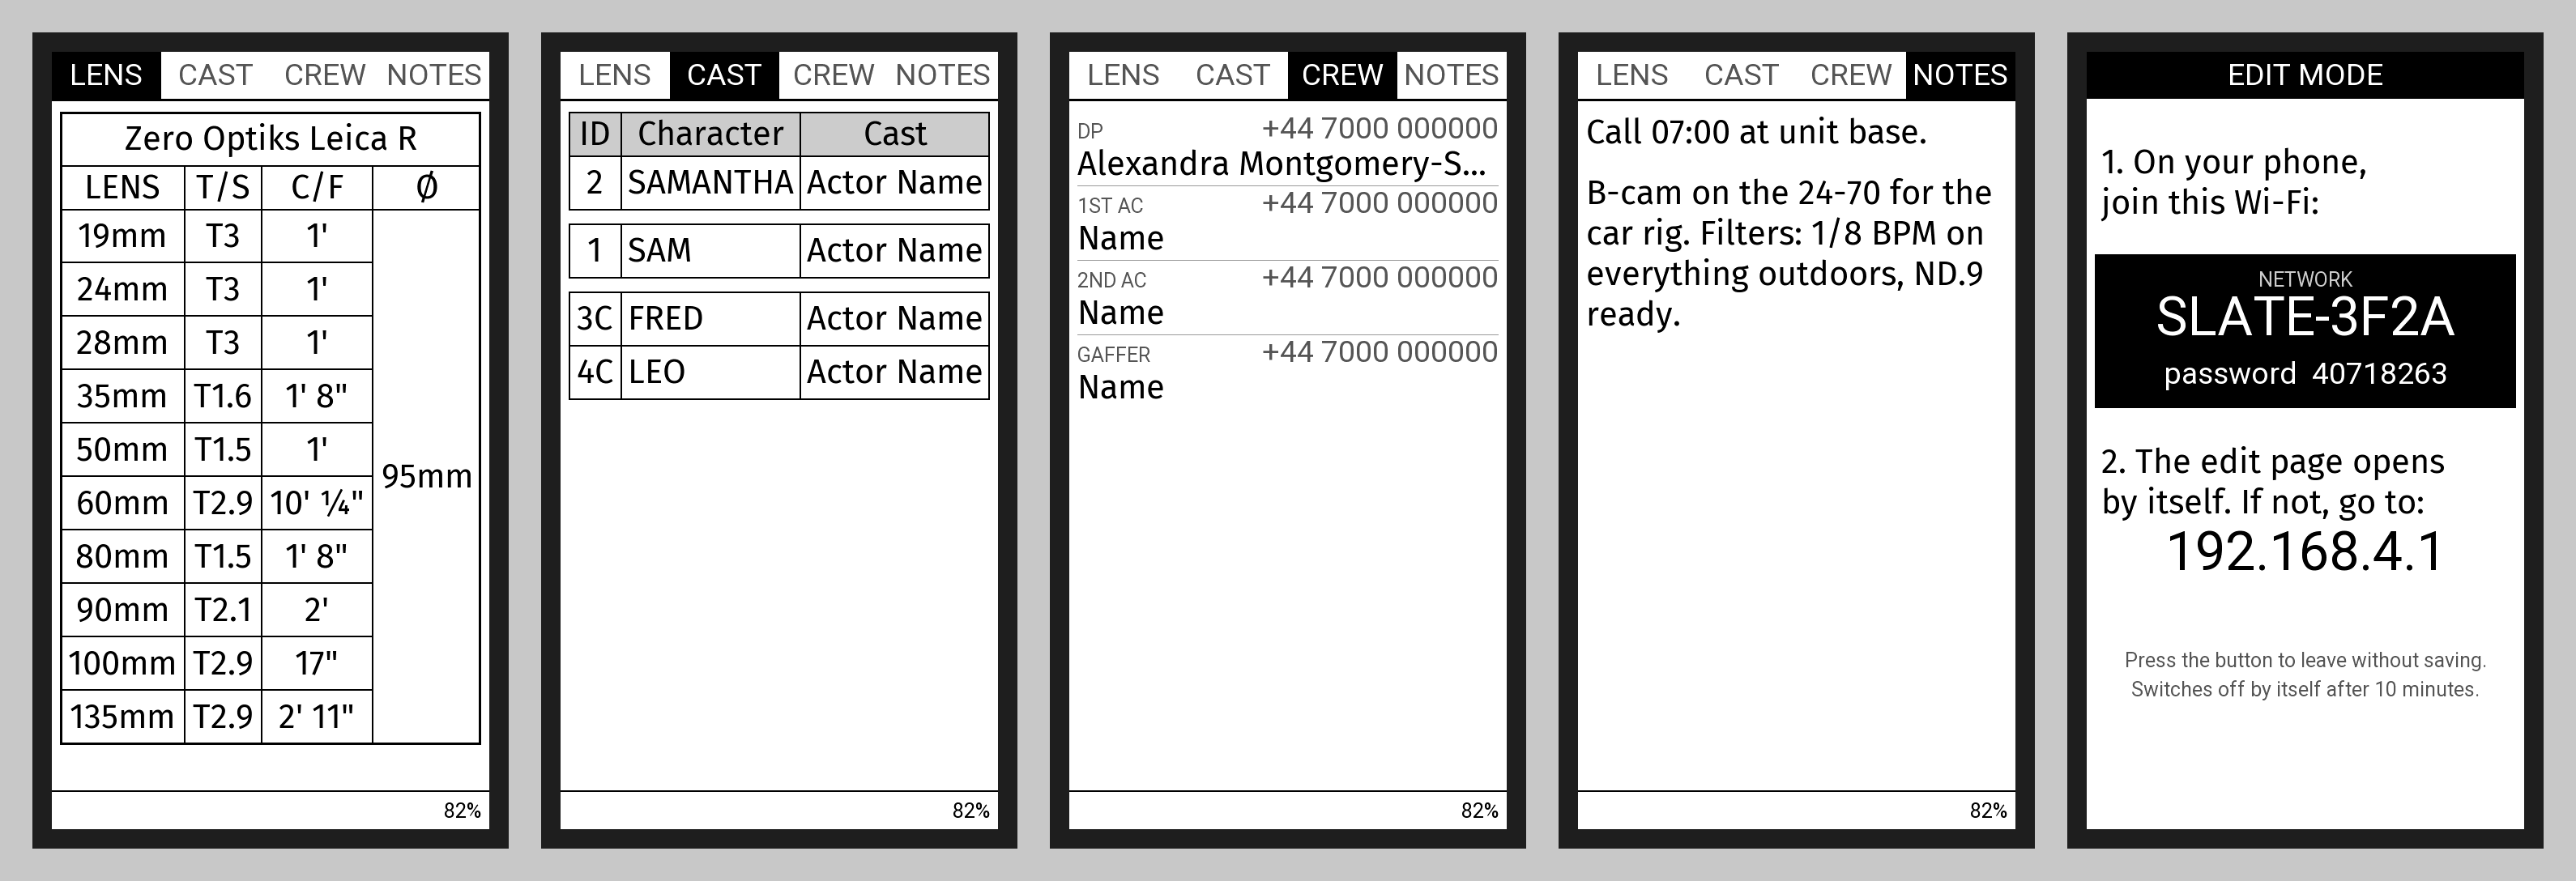 LENS CAST CREW NOTES
Zero Optiks Leica R
LENS T/S C/F Ø
19mm T3 1'
24mm T3 1'
28mm T3 1'
35mm T1.6 1' 8"
50mm T1.5 1'
60mm T2.9 10' ¼"
80mm T1.5 1' 8"
90mm T2.1 2'
100mm T2.9 17"
135mm T2.9 2' 11"
95mm
82%
LENS CAST CREW NOTES
ID Character Cast
2 SAMANTHA Actor Name
1 SAM Actor Name
3C FRED Actor Name
4C LEO Actor Name
82%
LENS CAST CREW NOTES
DP +44 7000 000000
Alexandra Montgomery-S...
1ST AC +44 7000 000000
Name
2ND AC +44 7000 000000
Name
GAFFER +44 7000 000000
Name
82%
LENS CAST CREW NOTES
Call 07:00 at unit base.
B-cam on the 24-70 for the
car rig. Filters: 1/8 BPM on
everything outdoors, ND.9
ready.
82%
EDIT MODE
1. On your phone,
join this Wi-Fi:
NETWORK
SLATE-3F2A
password 40718263
2. The edit page opens
by itself. If not, go to:
192.168.4.1
Press the button to leave without saving.
Switches off by itself after 10 minutes.